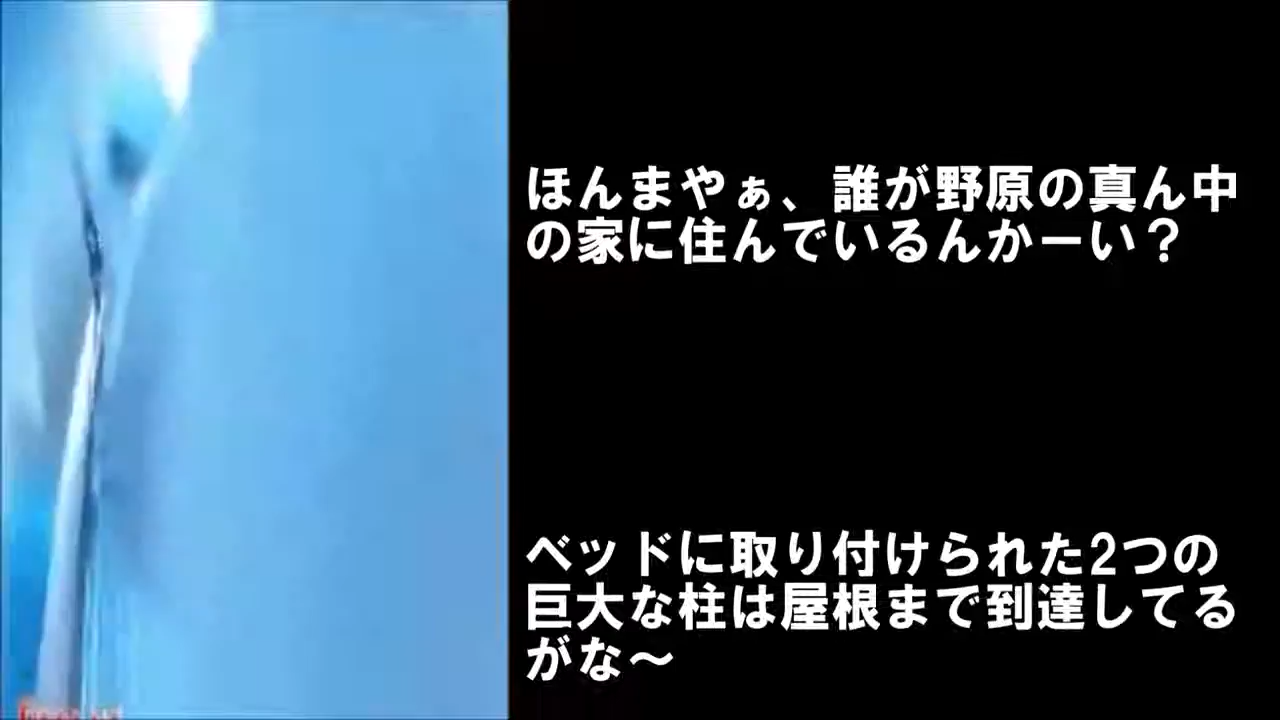 ほんまやぁ、誰が野原の真ん中
の家に住んでいるんかーい？
ベッドに取り付けられた2つの
巨大な柱は屋根まで到達してる
がな～